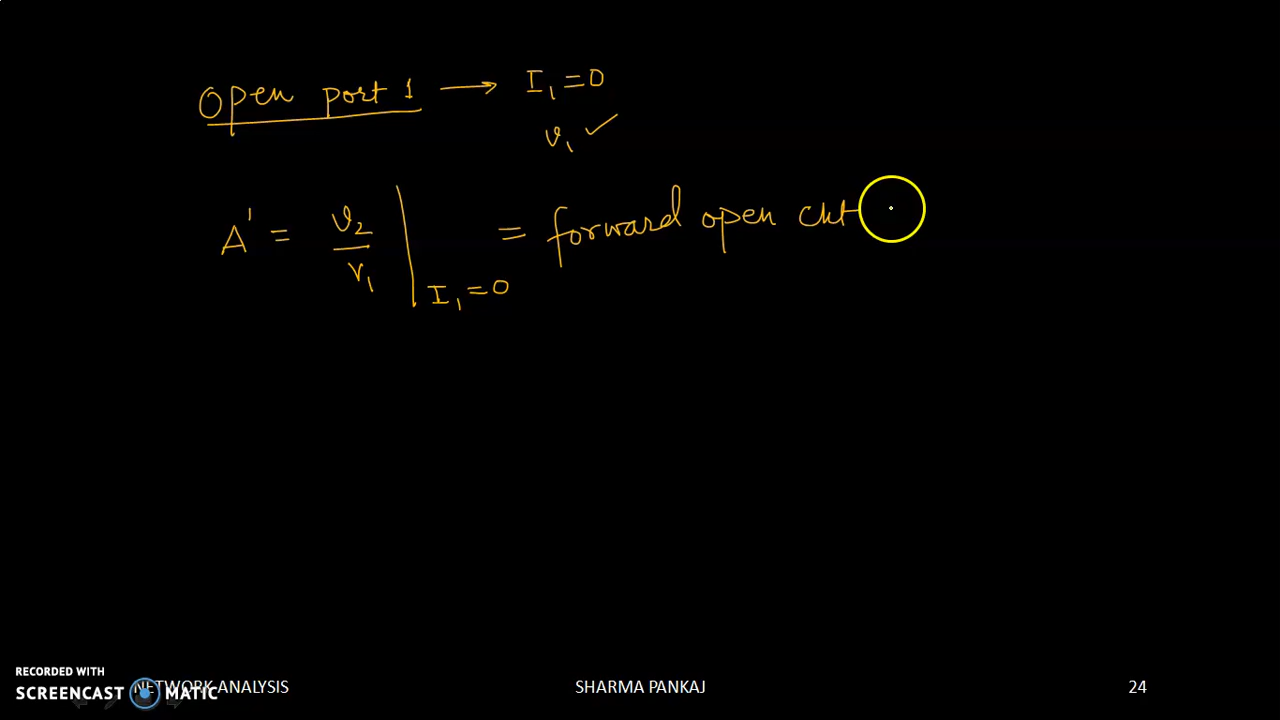 Open port 1 → I₁ = 0
v₁ ✓
A' = v₂/v₁ | I₁ = 0 = forward open ckt
RECORDED WITH
SCREENCAST MATIC
NETWORK ANALYSIS
SHARMA PANKAJ
24